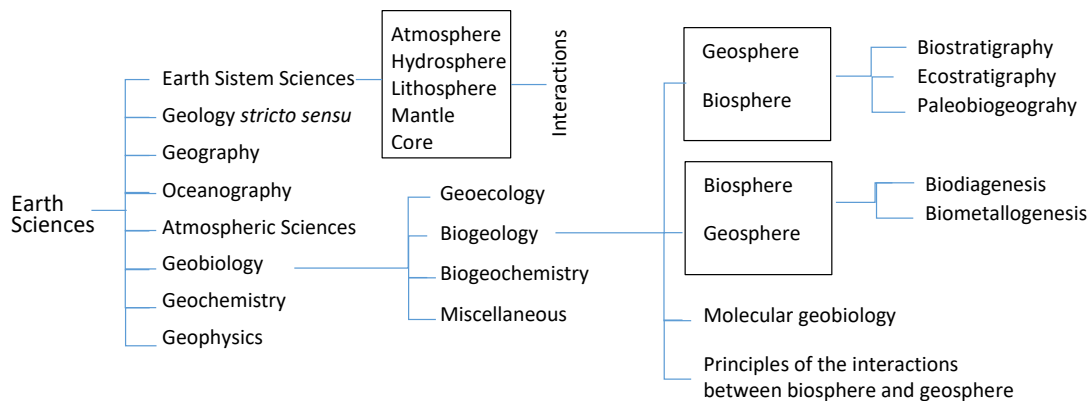 Earth
Sciences
Earth Sistem Sciences
Geology stricto sensu
Geography
Oceanography
Atmospheric Sciences
Geobiology
Geochemistry
Geophysics
Atmosphere
Hydrosphere
Lithosphere
Mantle
Core
Interactions
Geoecology
Biogeology
Biogeochemistry
Miscellaneous
Geosphere
Biosphere
Biostratigraphy
Ecostratigraphy
Paleobiogeograhy
Biosphere
Geosphere
Biodiagenesis
Biometallogenesis
Molecular geobiology
Principles of the interactions
between biosphere and geosphere